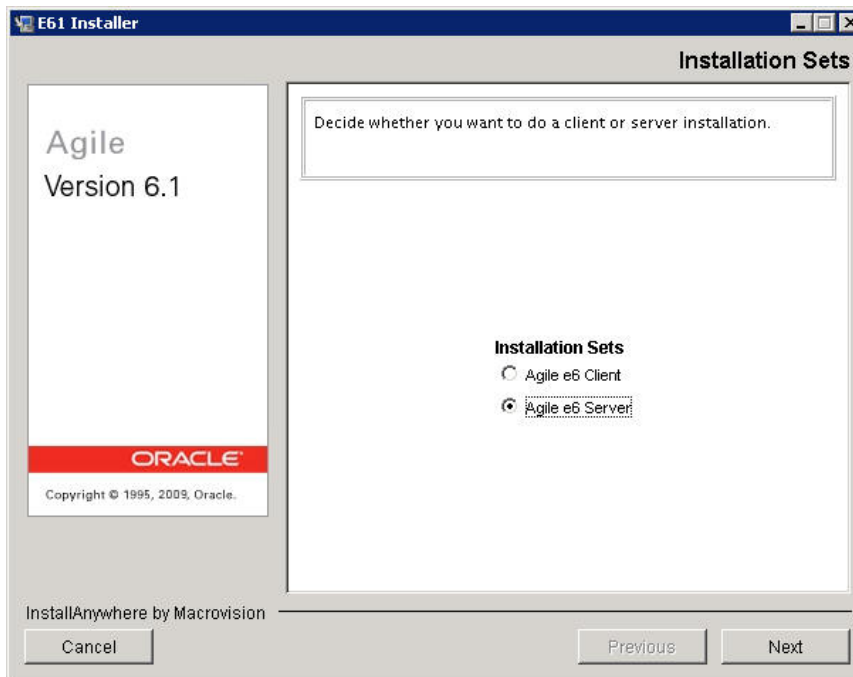 E61 Installer
Installation Sets
Agile
Version 6.1
ORACLE
Copyright © 1995, 2009, Oracle.
Decide whether you want to do a client or server installation.
Installation Sets
Agile e6 Client
Agile e6 Server
InstallAnywhere by Macrovision
Cancel
Previous
Next